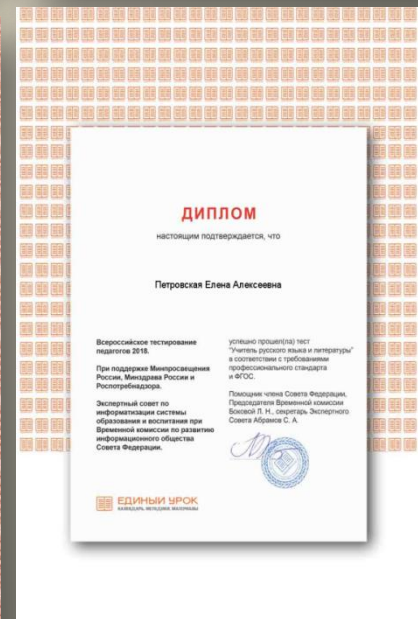 ДИПЛОМ
настоящим подтверждается, что
Петровская Елена Алексеевна
Всероссийское тестирование
педагогов 2018.
При поддержке Минпросвещения
России, Минздрава России и
Роспотребнадзора.
Экспертный совет по
информатизации системы
образования и воспитания при
Временной комиссии по развитию
информационного общества
Совета Федерации.
успешно прошел(ла) тест
"Учитель русского языка и литературы"
в соответствии с требованиями
профессионального стандарта
и ФГОС.
Помощник члена Совета Федерации,
Председателя Временной комиссии
Боковой Л. Н., секретарь Экспертного
Совета Абрамов С. А.
ЕДИНЫЙ УРОК